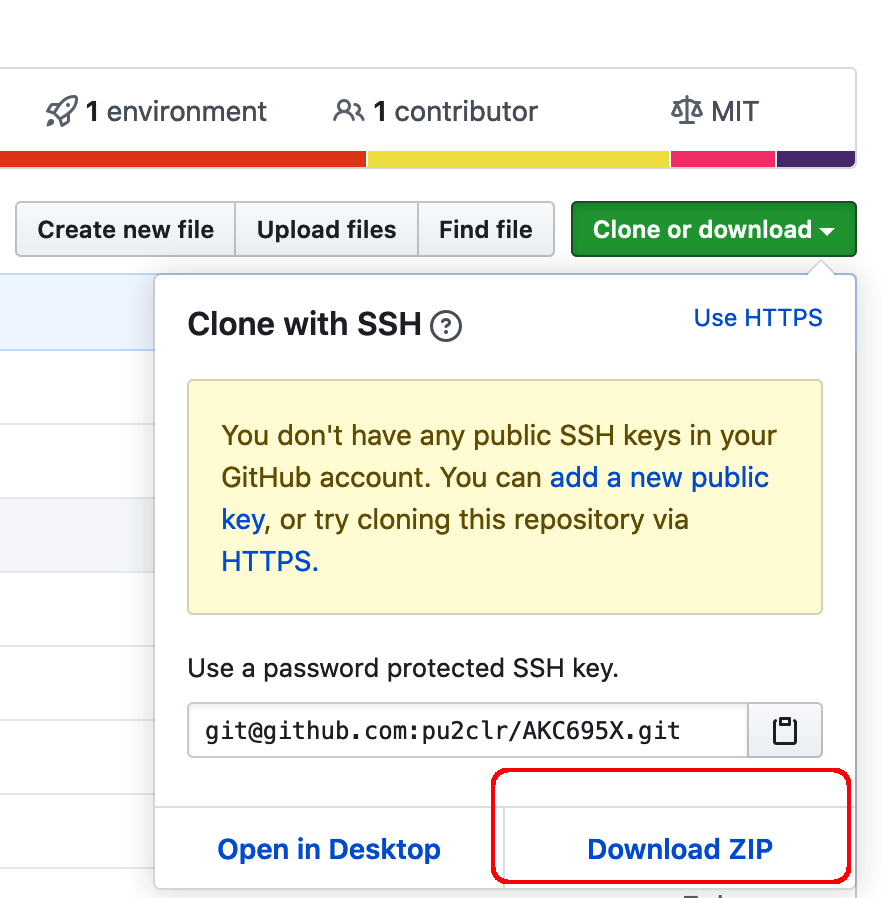 1 environment 1 contributor MIT
Create new file Upload files Find file Clone or download
Clone with SSH ? Use HTTPS
You don't have any public SSH keys in your
GitHub account. You can add a new public
key, or try cloning this repository via
HTTPS.
Use a password protected SSH key.
git@github.com:pu2clr/AKC695X.git
Open in Desktop Download ZIP